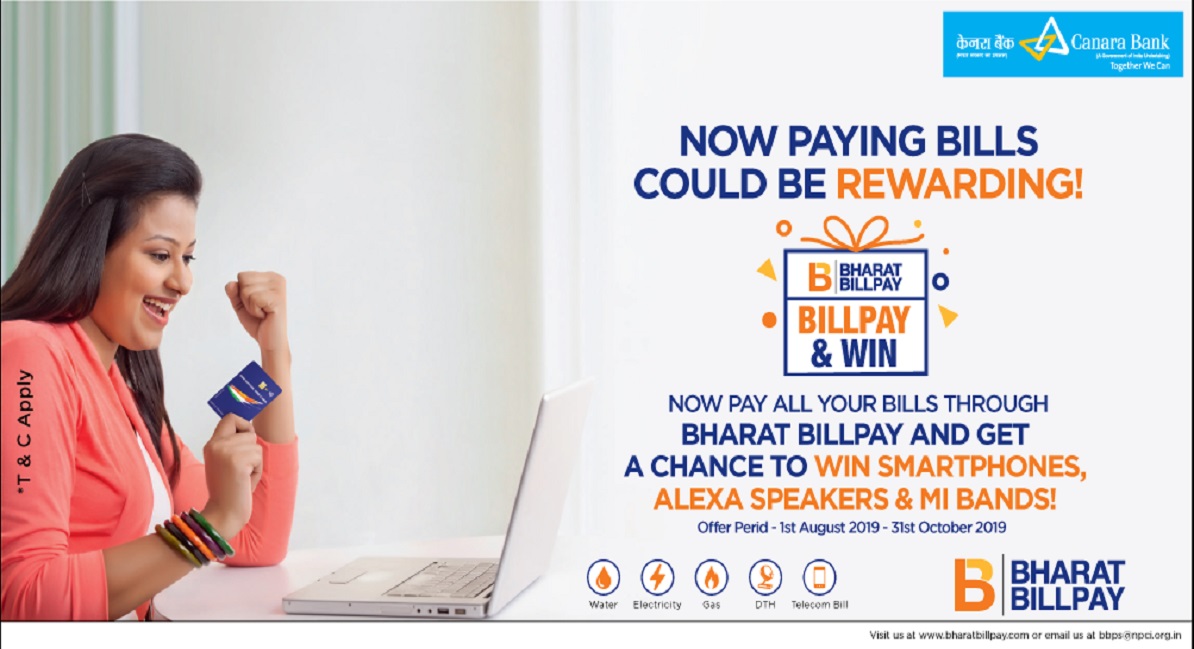 केनरा बैंक
Canara Bank
(A Government of India Undertaking)
Together We Can
NOW PAYING BILLS
COULD BE REWARDING!
B BHARAT
BILLPAY
BILLPAY
& WIN
NOW PAY ALL YOUR BILLS THROUGH
BHARAT BILLPAY AND GET
A CHANCE TO WIN SMARTPHONES,
ALEXA SPEAKERS & MI BANDS!
Offer Perid - 1st August 2019 - 31st October 2019
Water Electricity Gas DTH Telecom Bill
B BHARAT
BILLPAY
*T & C Apply
Visit us at www.bharatbillpay.com or email us at bbps@npci.org.in